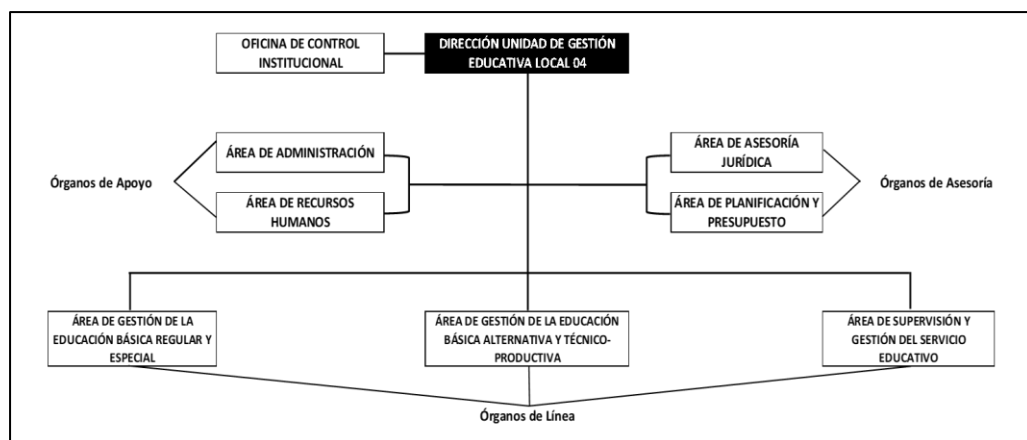 OFICINA DE CONTROL
INSTITUCIONAL
DIRECCIÓN UNIDAD DE GESTIÓN
EDUCATIVA LOCAL 04
Órganos de Apoyo
ÁREA DE ADMINISTRACIÓN
ÁREA DE RECURSOS
HUMANOS
ÁREA DE ASESORÍA
JURÍDICA
ÁREA DE PLANIFICACIÓN Y
PRESUPUESTO
Órganos de Asesoría
ÁREA DE GESTIÓN DE LA
EDUCACIÓN BÁSICA REGULAR Y
ESPECIAL
ÁREA DE GESTIÓN DE LA EDUCACIÓN
BÁSICA ALTERNATIVA Y TÉCNICO-
PRODUCTIVA
ÁREA DE SUPERVISIÓN Y
GESTIÓN DEL SERVICIO
EDUCATIVO
Órganos de Línea